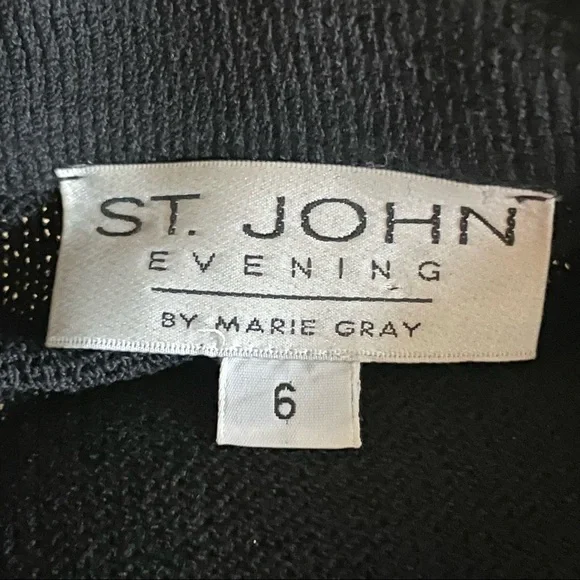 ST. JOHN
EVENING
BY MARIE GRAY
6